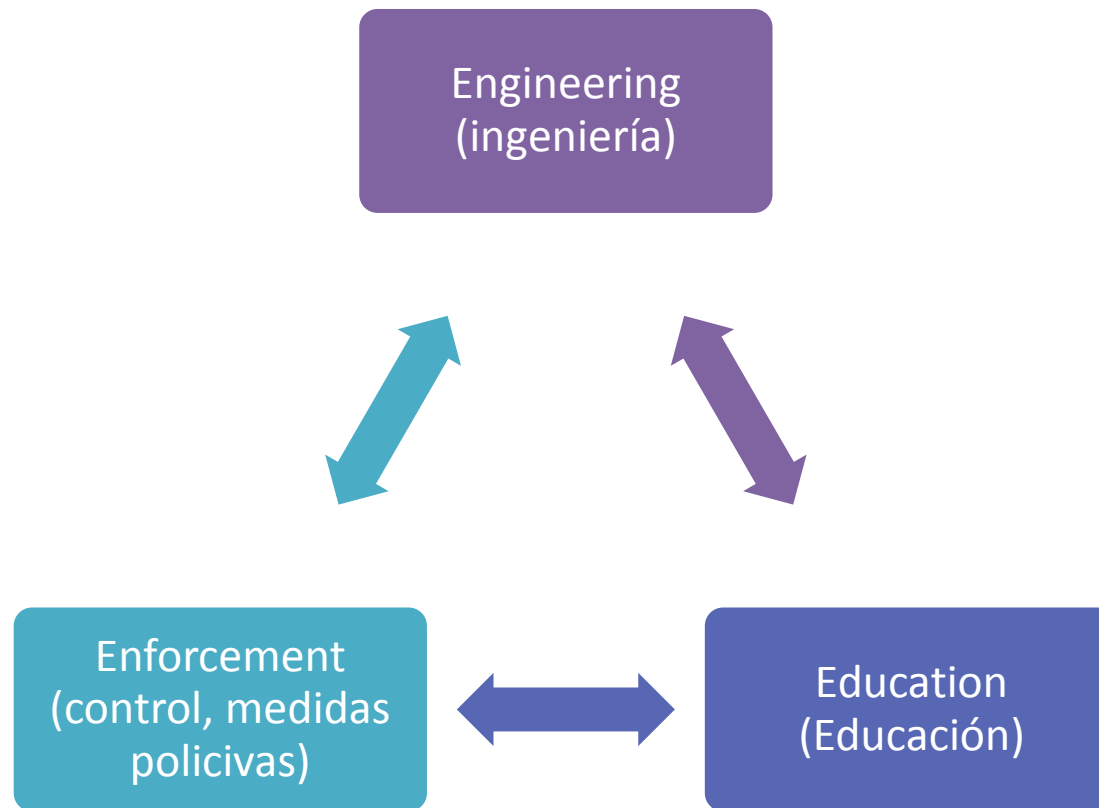 Engineering
(ingeniería)
Enforcement
(control, medidas
policivas)
Education
(Educación)